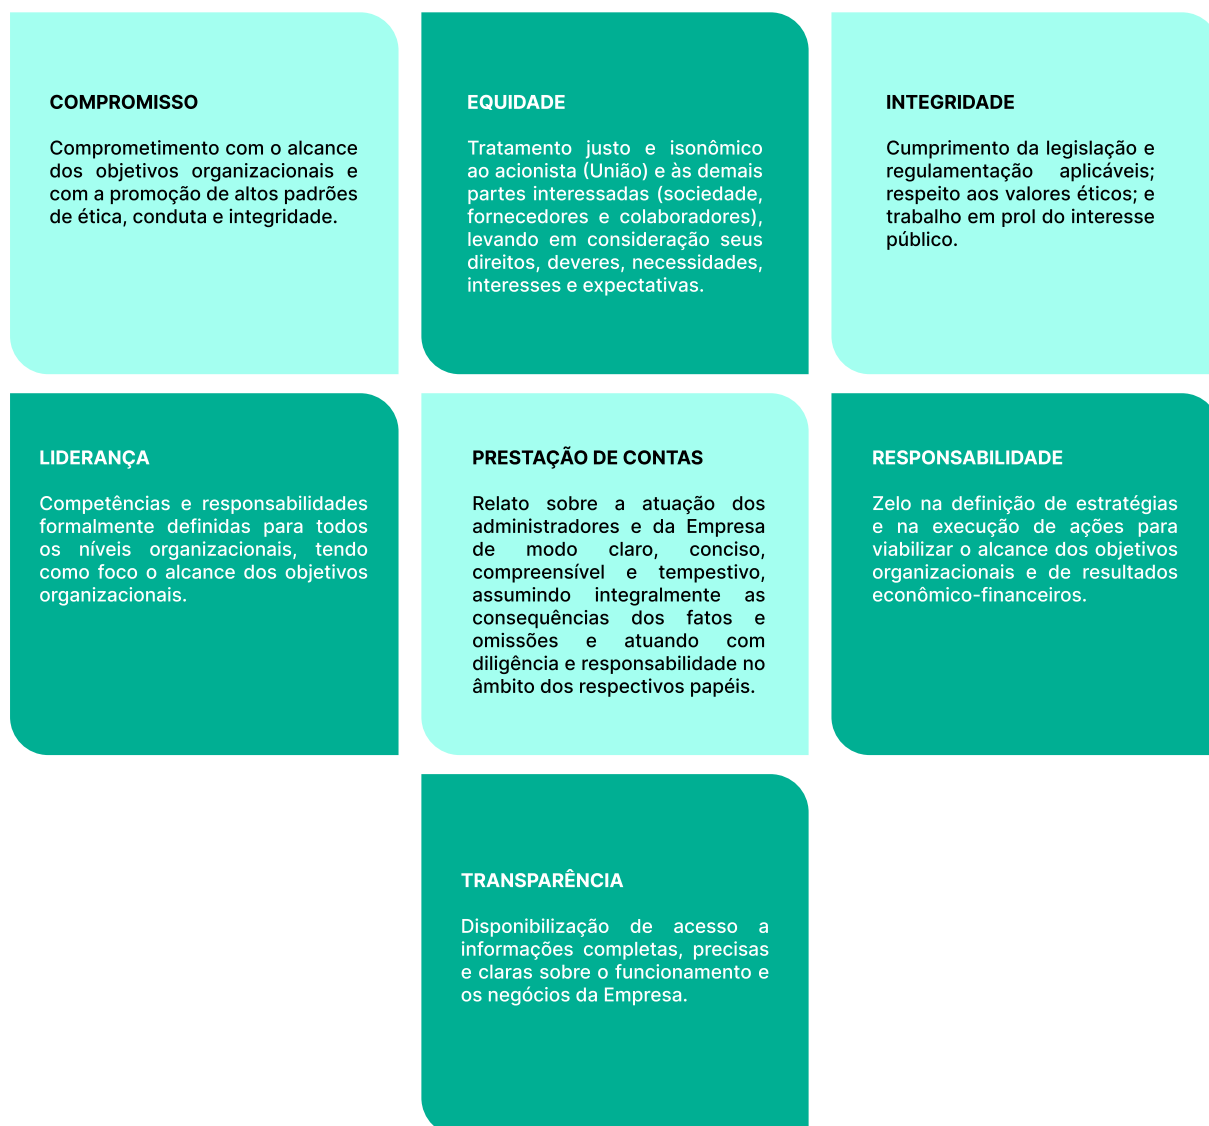 COMPROMISSO
Comprometimento com o alcance
dos objetivos organizacionais e
com a promoção de altos padrões
de ética, conduta e integridade.
EQUIDADE
Tratamento justo e isonômico
ao acionista (União) e às demais
partes interessadas (sociedade,
fornecedores e colaboradores),
levando em consideração seus
direitos, deveres, necessidades,
interesses e expectativas.
INTEGRIDADE
Cumprimento da legislação e
regulamentação aplicáveis;
respeito aos valores éticos; e
trabalho em prol do interesse
público.
LIDERANÇA
Competências e responsabilidades
formalmente definidas para todos
os níveis organizacionais, tendo
como foco o alcance dos objetivos
organizacionais.
PRESTAÇÃO DE CONTAS
Relato sobre a atuação dos
administradores e da Empresa
de modo claro, conciso,
compreensível e tempestivo,
assumindo integralmente as
consequências dos fatos e
omissões e atuando com
diligência e responsabilidade no
âmbito dos respectivos papéis.
RESPONSABILIDADE
Zelo na definição de estratégias
e na execução de ações para
viabilizar o alcance dos objetivos
organizacionais e de resultados
econômico-financeiros.
TRANSPARÊNCIA
Disponibilização de acesso a
informações completas, precisas
e claras sobre o funcionamento e
os negócios da Empresa.